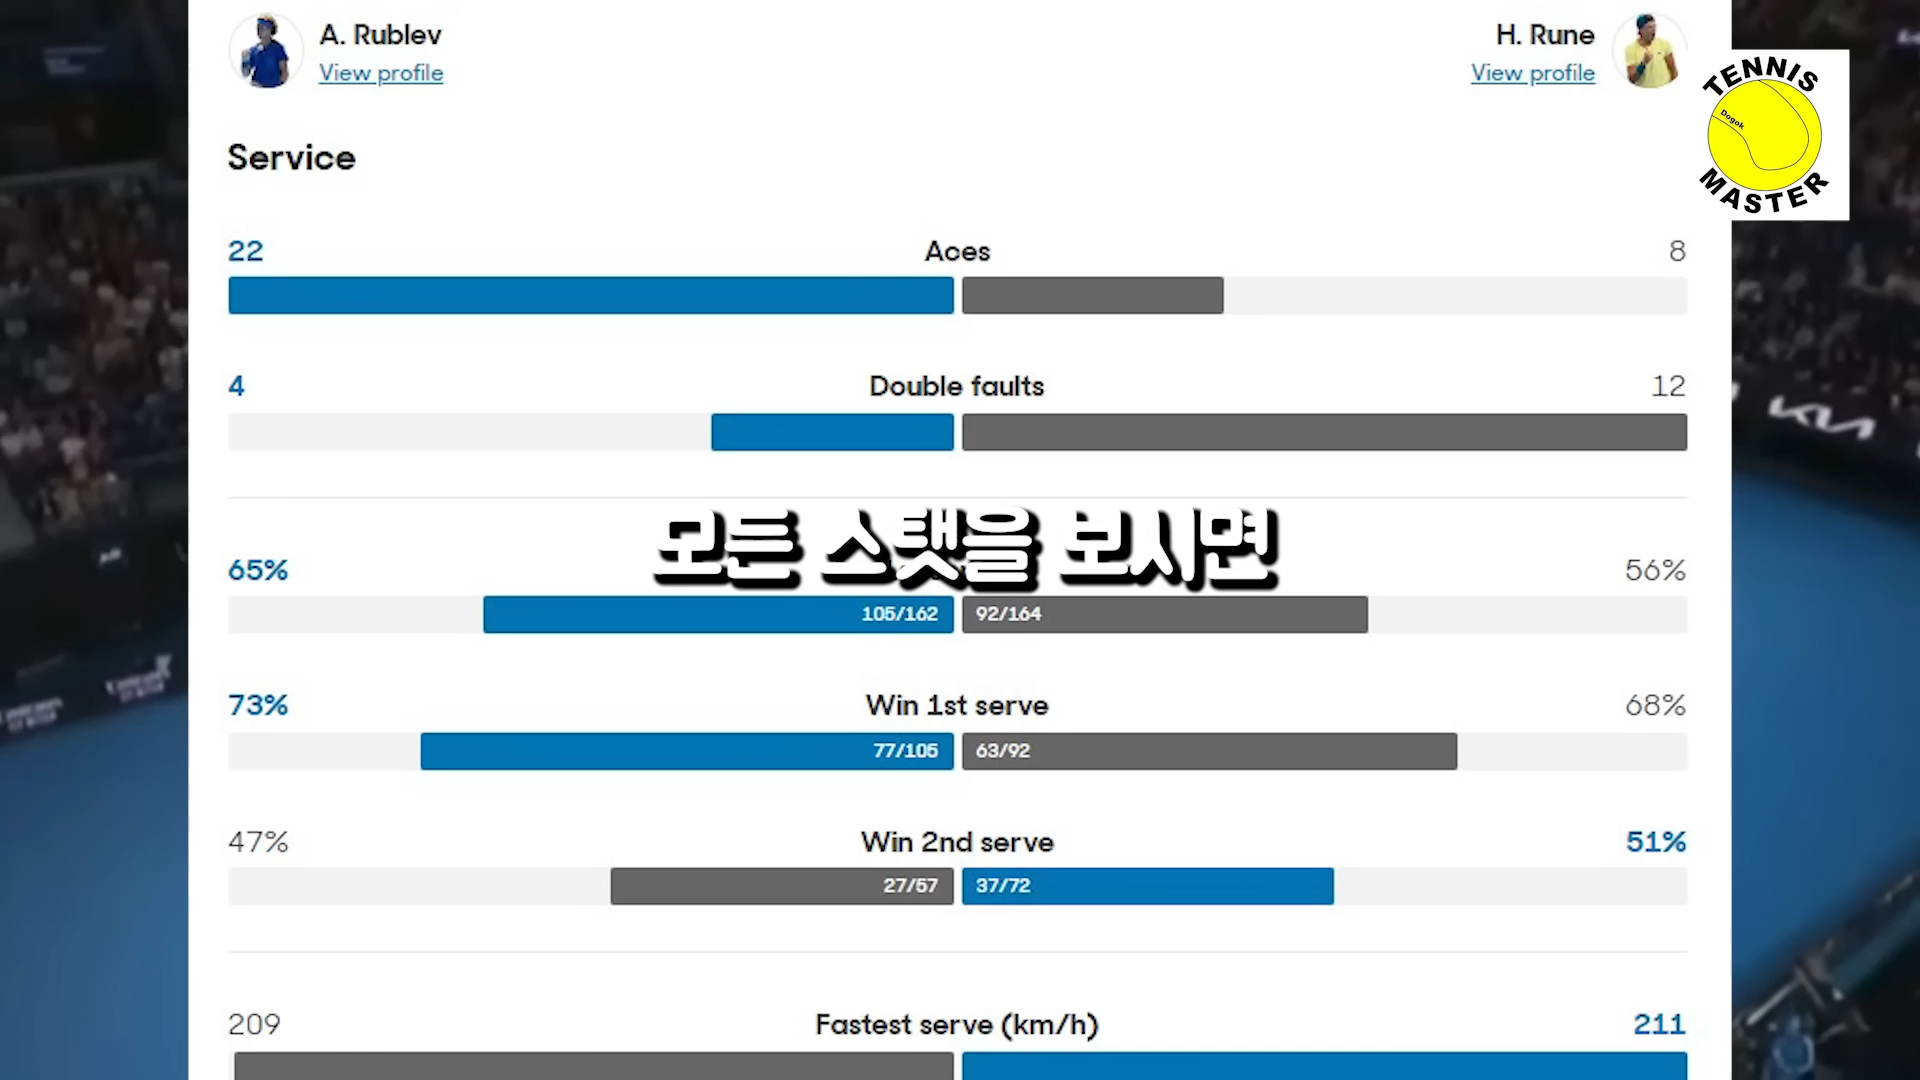 A. Rublev
View profile
H. Rune
View profile
TENNIS
Dogok
MASTER
Service
22 Aces 8
4 Double faults 12
모든 스탯을 보시면
65% 56%
105/162 92/164
73% Win 1st serve 68%
77/105 63/92
47% Win 2nd serve 51%
27/57 37/72
209 Fastest serve (km/h) 211
KIA